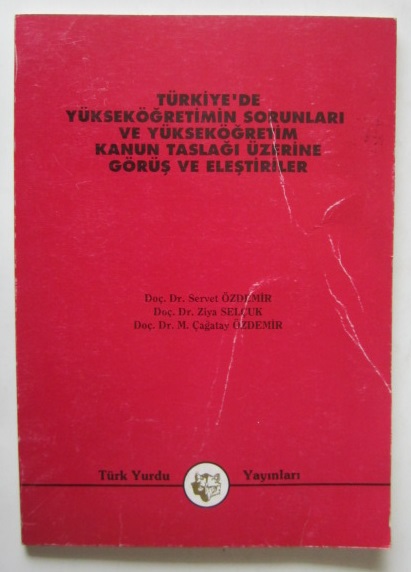 TÜRKİYE'DE
YÜKSEKÖĞRETİMİN SORUNLARI
VE YÜKSEKÖĞRETİM
KANUN TASLAĞI ÜZERİNE
GÖRÜŞ VE ELEŞTİRİLER
Doç. Dr. Servet ÖZDEMİR
Doç. Dr. Ziya SELÇUK
Doç. Dr. M. Çağatay ÖZDEMİR
Türk Yurdu Yayınları